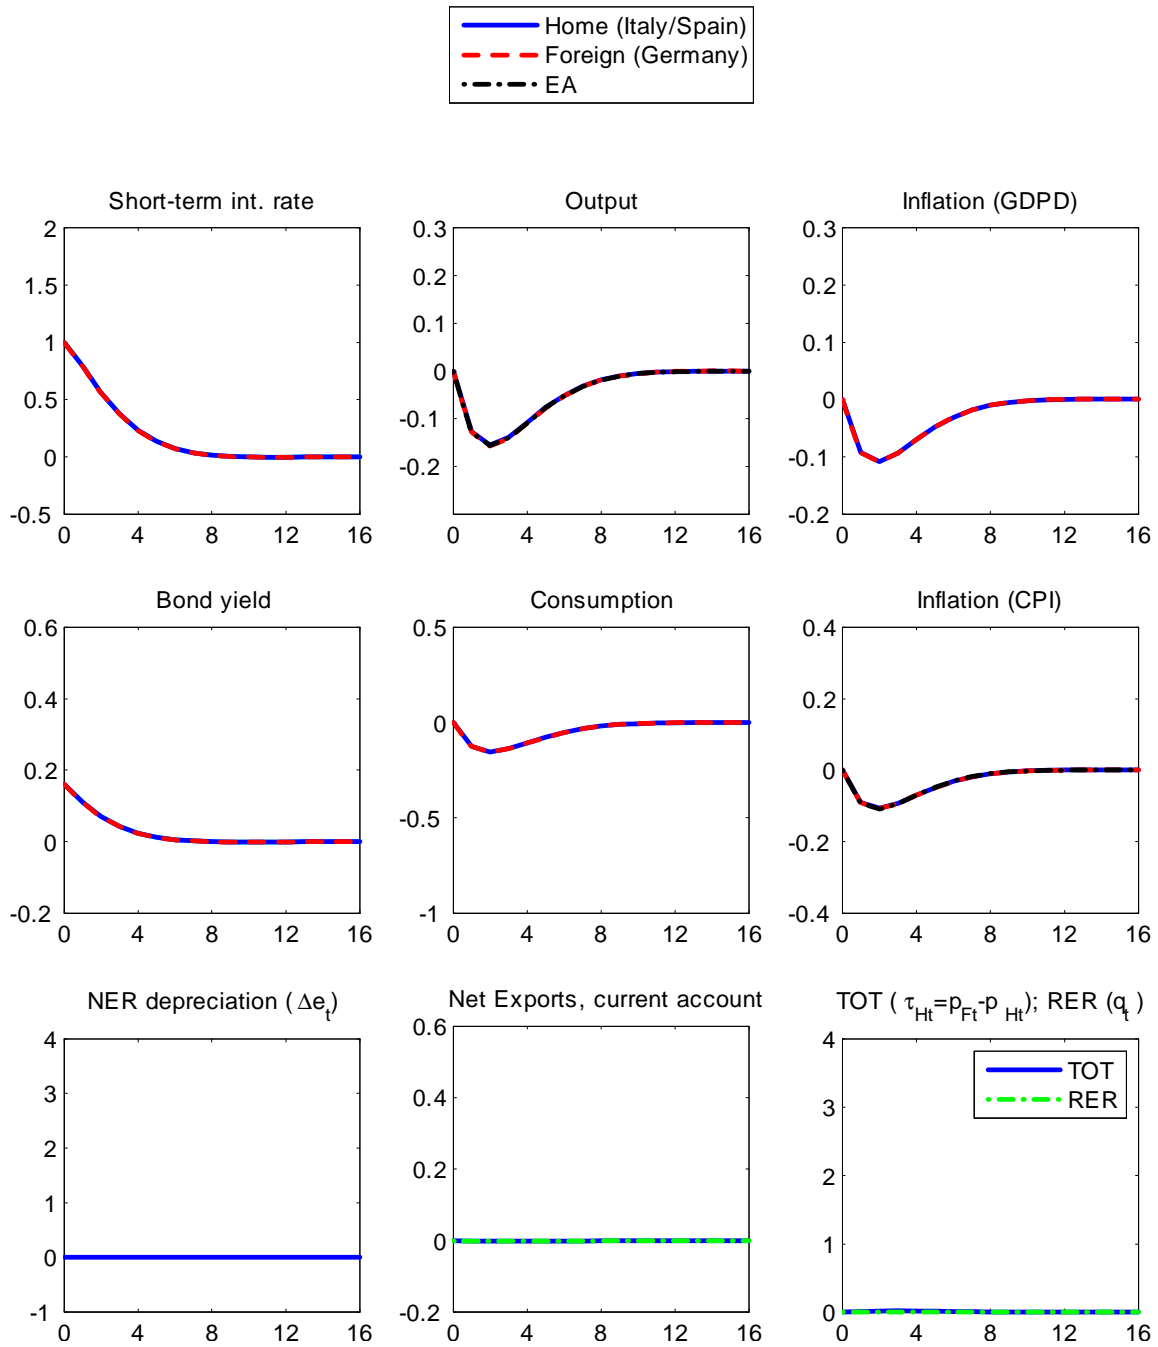 Home (Italy/Spain)
Foreign (Germany)
EA
Short-term int. rate
Output
Inflation (GDPD)
2
1.5
1
0.5
0
-0.5
0 4 8 12 16
0.3
0.2
0.1
0
-0.1
-0.2
0 4 8 12 16
0.3
0.2
0.1
0
-0.1
-0.2
0 4 8 12 16
Bond yield
Consumption
Inflation (CPI)
0.6
0.4
0.2
0
-0.2
0 4 8 12 16
0.5
0
-0.5
-1
0 4 8 12 16
0.4
0.2
0
-0.2
-0.4
0 4 8 12 16
NER depreciation (Δe_t)
Net Exports, current account
TOT (τ_Ht=p_Ft-p_Ht); RER (q_t)
4
3
2
1
0
-1
0 4 8 12 16
0.6
0.4
0.2
0
-0.2
0 4 8 12 16
TOT
RER
4
3
2
1
0
0 4 8 12 16